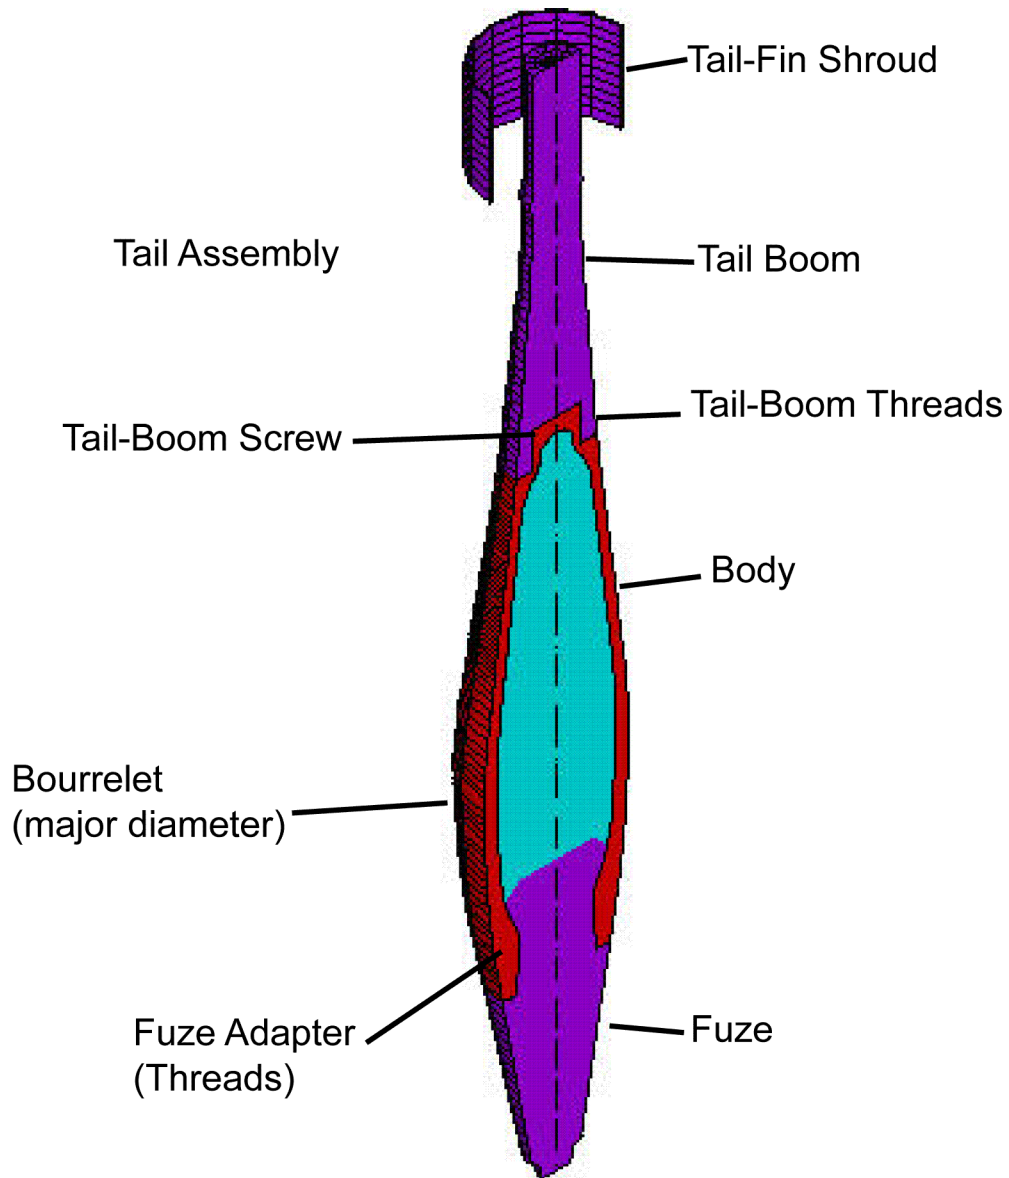 Tail-Fin Shroud
Tail Assembly
Tail Boom
Tail-Boom Threads
Tail-Boom Screw
Body
Bourrelet
(major diameter)
Fuze Adapter
(Threads)
Fuze